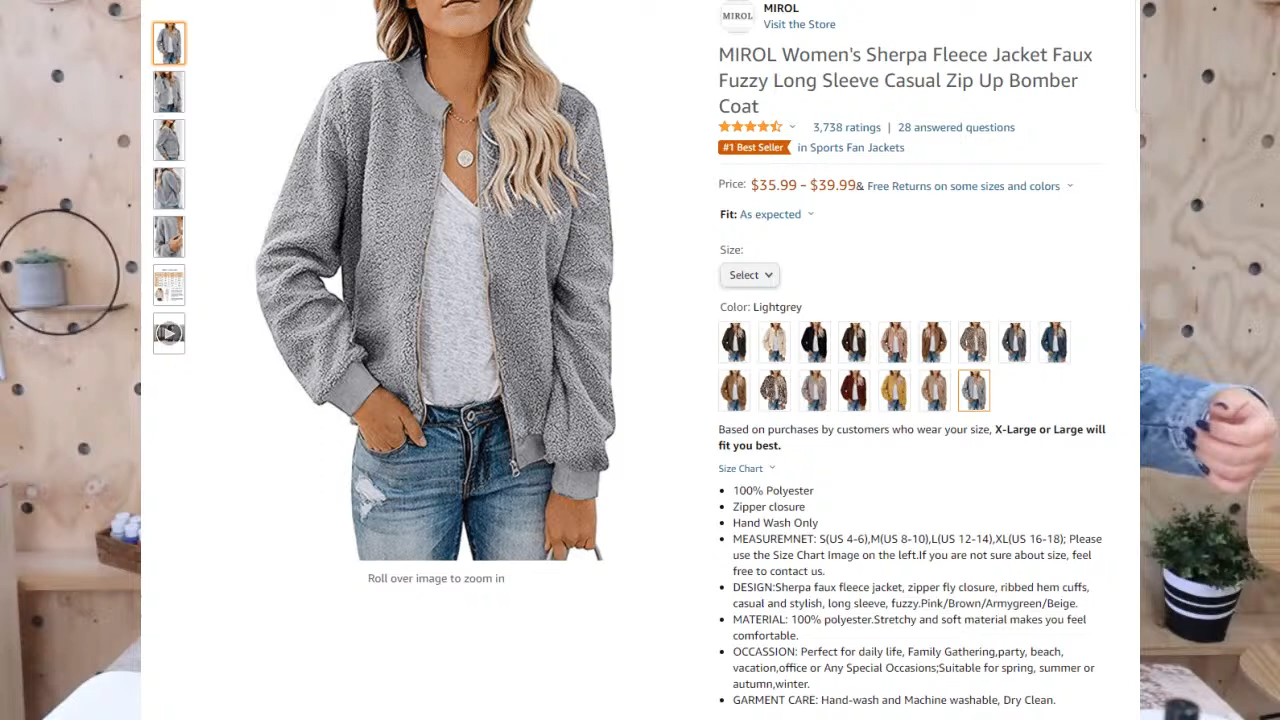 MIROL
MIROL
Visit the Store
MIROL Women's Sherpa Fleece Jacket Faux
Fuzzy Long Sleeve Casual Zip Up Bomber
Coat
3,738 ratings | 28 answered questions
#1 Best Seller in Sports Fan Jackets
Price: $35.99 - $39.99& Free Returns on some sizes and colors
Fit: As expected
Size:
Select
Color: Lightgrey
Based on purchases by customers who wear your size, X-Large or Large will
fit you best.
Size Chart
• 100% Polyester
• Zipper closure
• Hand Wash Only
• MEASUREMNET: S(US 4-6),M(US 8-10),L(US 12-14),XL(US 16-18); Please
use the Size Chart Image on the left.If you are not sure about size, feel
free to contact us.
• DESIGN:Sherpa faux fleece jacket, zipper fly closure, ribbed hem cuffs,
casual and stylish, long sleeve, fuzzy.Pink/Brown/Armygreen/Beige.
• MATERIAL: 100% polyester.Stretchy and soft material makes you feel
comfortable.
• OCCASSION: Perfect for daily life, Family Gathering,party, beach,
vacation,office or Any Special Occasions;Suitable for spring, summer or
autumn,winter.
• GARMENT CARE: Hand-wash and Machine washable, Dry Clean.
Roll over image to zoom in